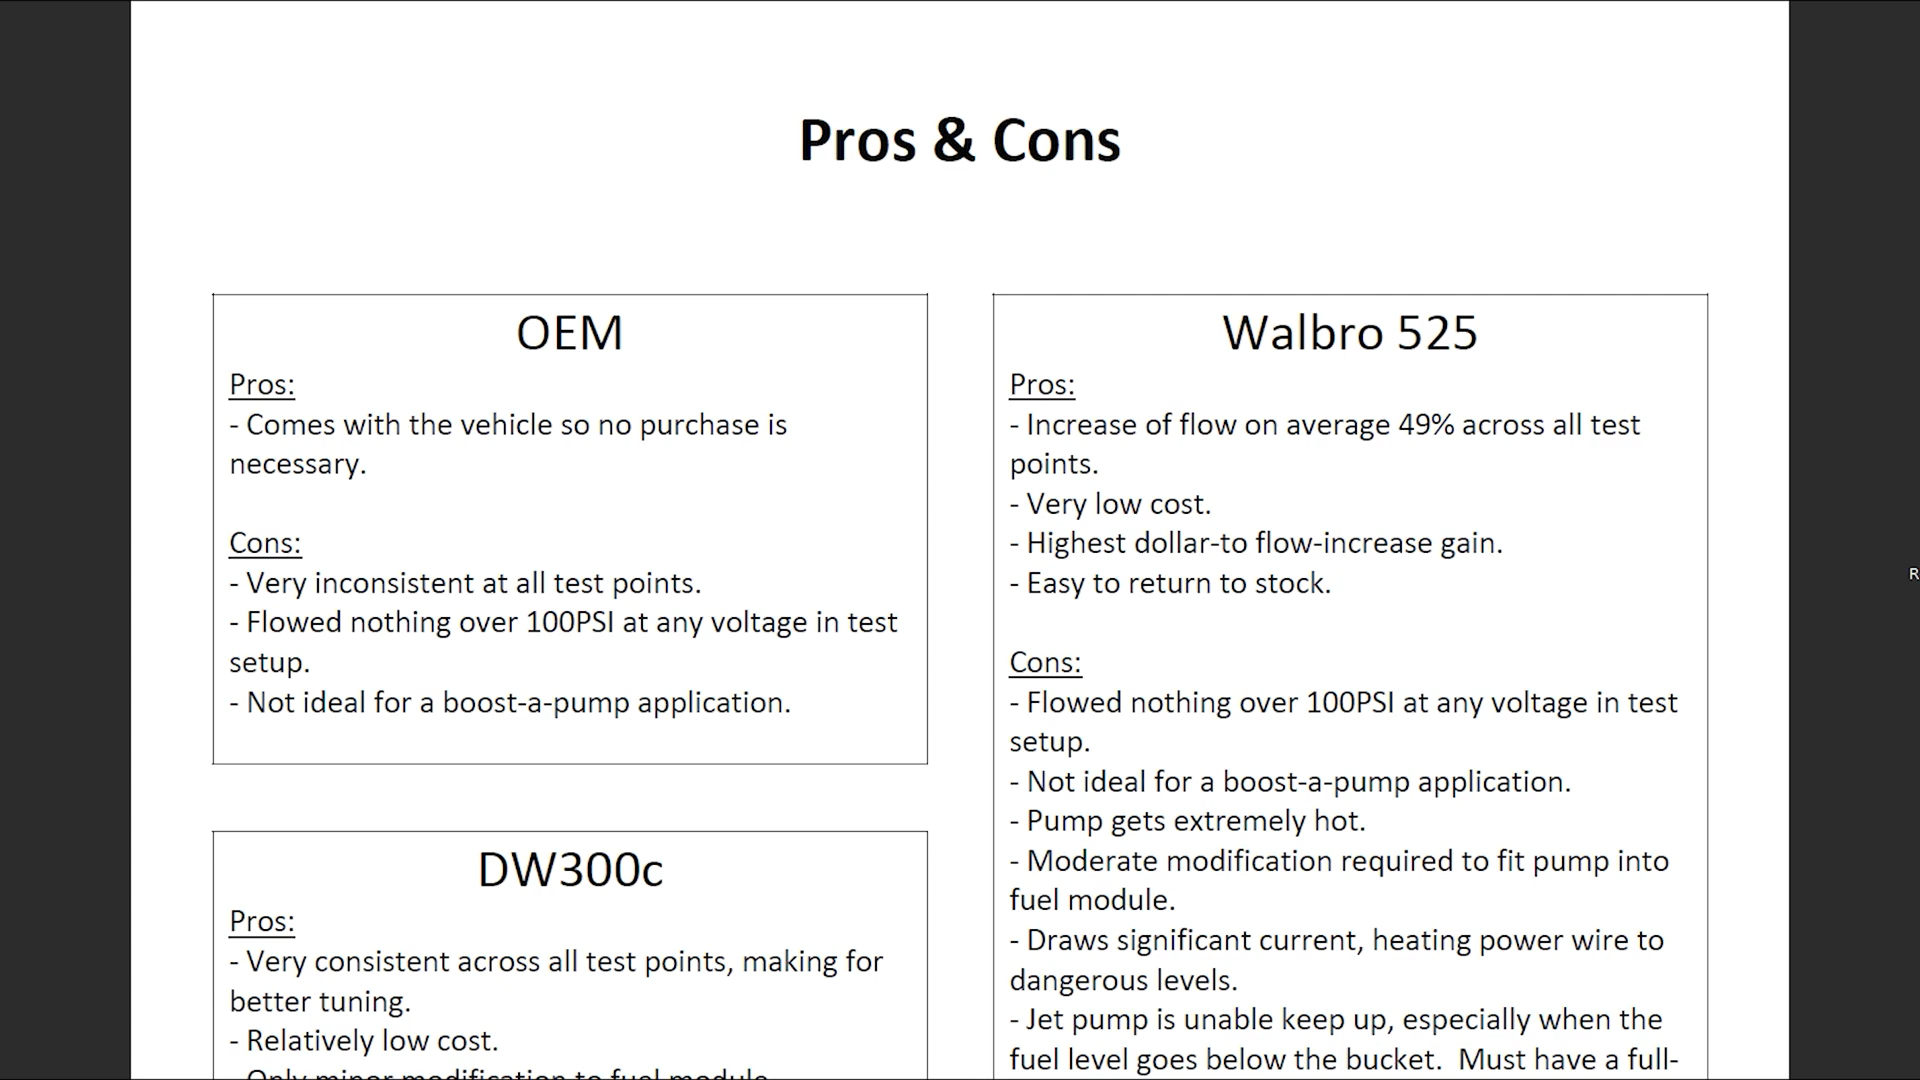 Pros & Cons
OEM
Pros:
- Comes with the vehicle so no purchase is
necessary.
Cons:
- Very inconsistent at all test points.
- Flowed nothing over 100PSI at any voltage in test
setup.
- Not ideal for a boost-a-pump application.
DW300c
Pros:
- Very consistent across all test points, making for
better tuning.
- Relatively low cost.
- Only minor modification to fuel module
Walbro 525
Pros:
- Increase of flow on average 49% across all test
points.
- Very low cost.
- Highest dollar-to flow-increase gain.
- Easy to return to stock.
Cons:
- Flowed nothing over 100PSI at any voltage in test
setup.
- Not ideal for a boost-a-pump application.
- Pump gets extremely hot.
- Moderate modification required to fit pump into
fuel module.
- Draws significant current, heating power wire to
dangerous levels.
- Jet pump is unable keep up, especially when the
fuel level goes below the bucket.  Must have a full-
R